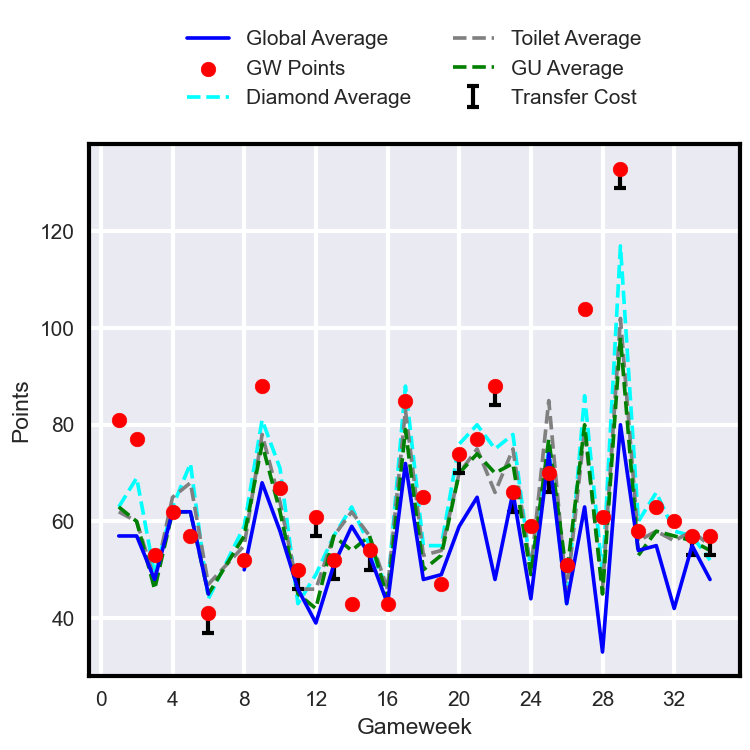 Global Average
GW Points
Diamond Average
Toilet Average
GU Average
Transfer Cost
120
100
80
60
40
Points
0 4 8 12 16 20 24 28 32
Gameweek